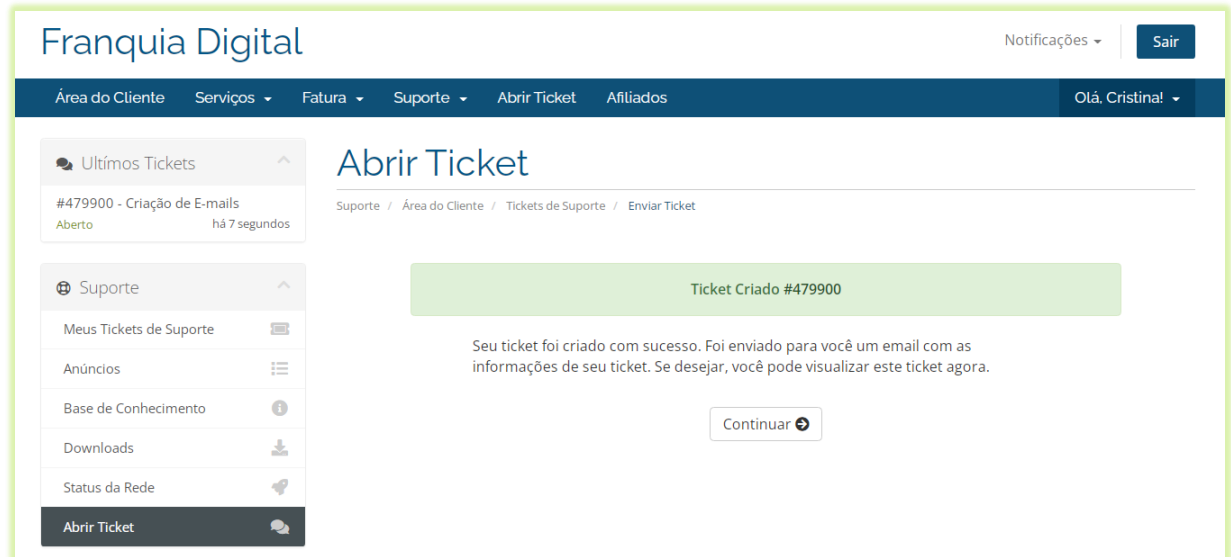 Franquia Digital
Notificações
Sair
Área do Cliente Serviços Fatura Suporte Abrir Ticket Afiliados Olá, Cristina!
Ultímos Tickets
#479900 - Criação de E-mails
Aberto há 7 segundos
Suporte
Meus Tickets de Suporte
Anúncios
Base de Conhecimento
Downloads
Status da Rede
Abrir Ticket
Abrir Ticket
Suporte / Área do Cliente / Tickets de Suporte / Enviar Ticket
Ticket Criado #479900
Seu ticket foi criado com sucesso. Foi enviado para você um email com as
informações de seu ticket. Se desejar, você pode visualizar este ticket agora.
Continuar